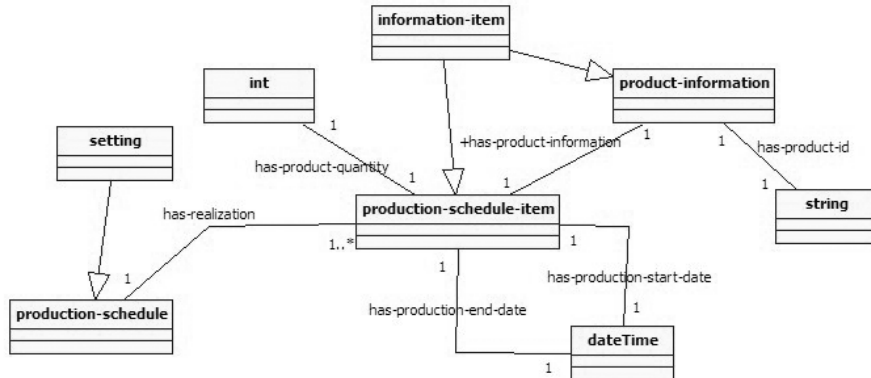 information-item
int
product-information
1
+has-product-information
1
1
has-product-id
setting
has-product-quantity
1
1
1
production-schedule-item
string
has-realization
1..*
1
1
has-production-start-date
1
production-schedule
has-production-end-date
1
dateTime
1